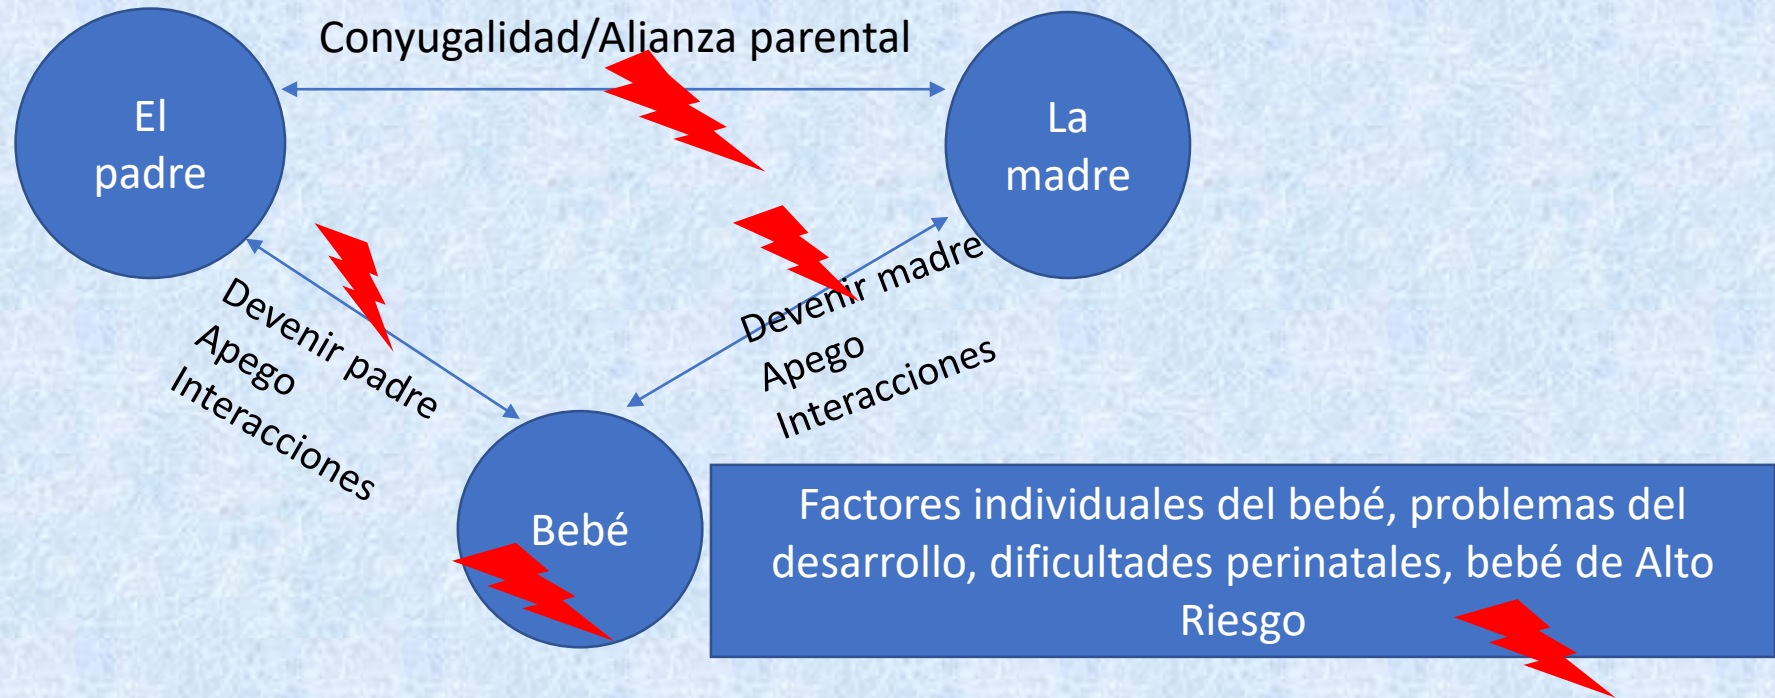 Conyugalidad/Alianza parental
El
padre
La
madre
Devenir padre
Apego
Interacciones
Devenir madre
Apego
Interacciones
Bebé
Factores individuales del bebé, problemas del
desarrollo, dificultades perinatales, bebé de Alto
Riesgo